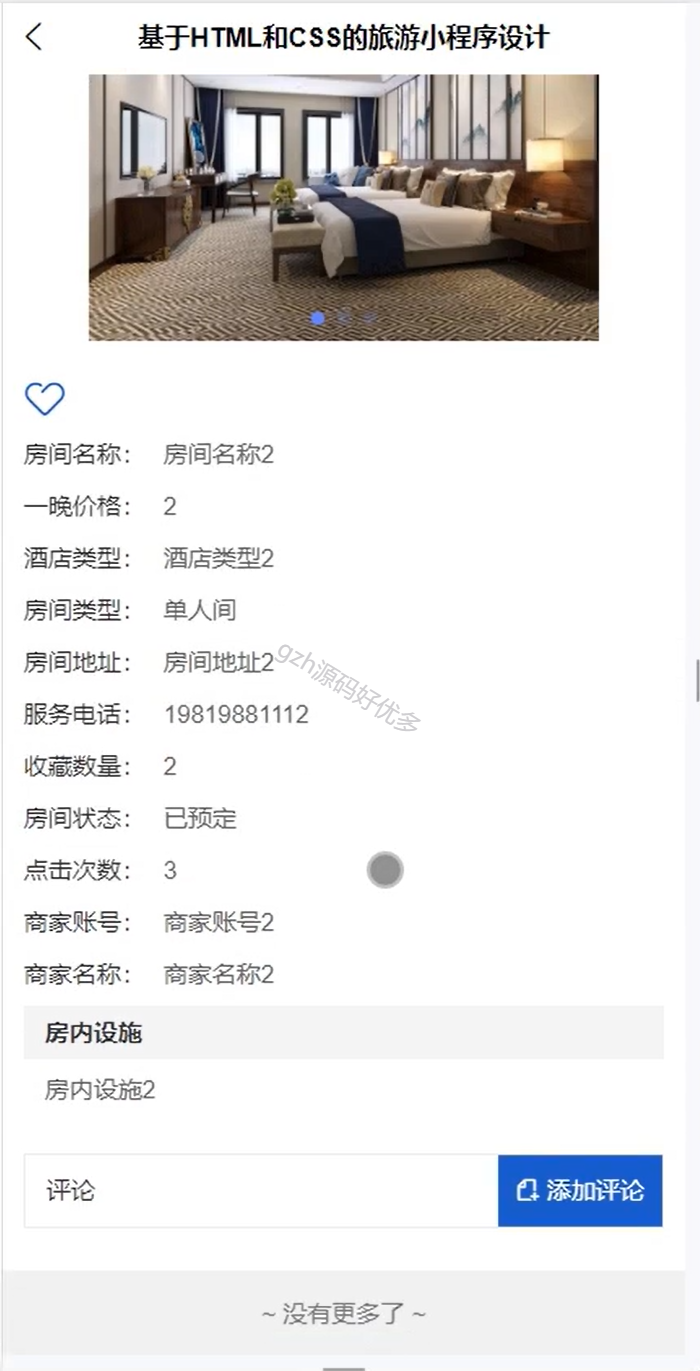 基于HTML和CSS的旅游小程序设计
房间名称： 房间名称2
一晚价格： 2
酒店类型： 酒店类型2
房间类型： 单人间
房间地址： 房间地址2
gzh源码好优多
服务电话： 19819881112
收藏数量： 2
房间状态： 已预定
点击次数： 3
商家账号： 商家账号2
商家名称： 商家名称2
房内设施
房内设施2
评论 添加评论
~ 没有更多了 ~